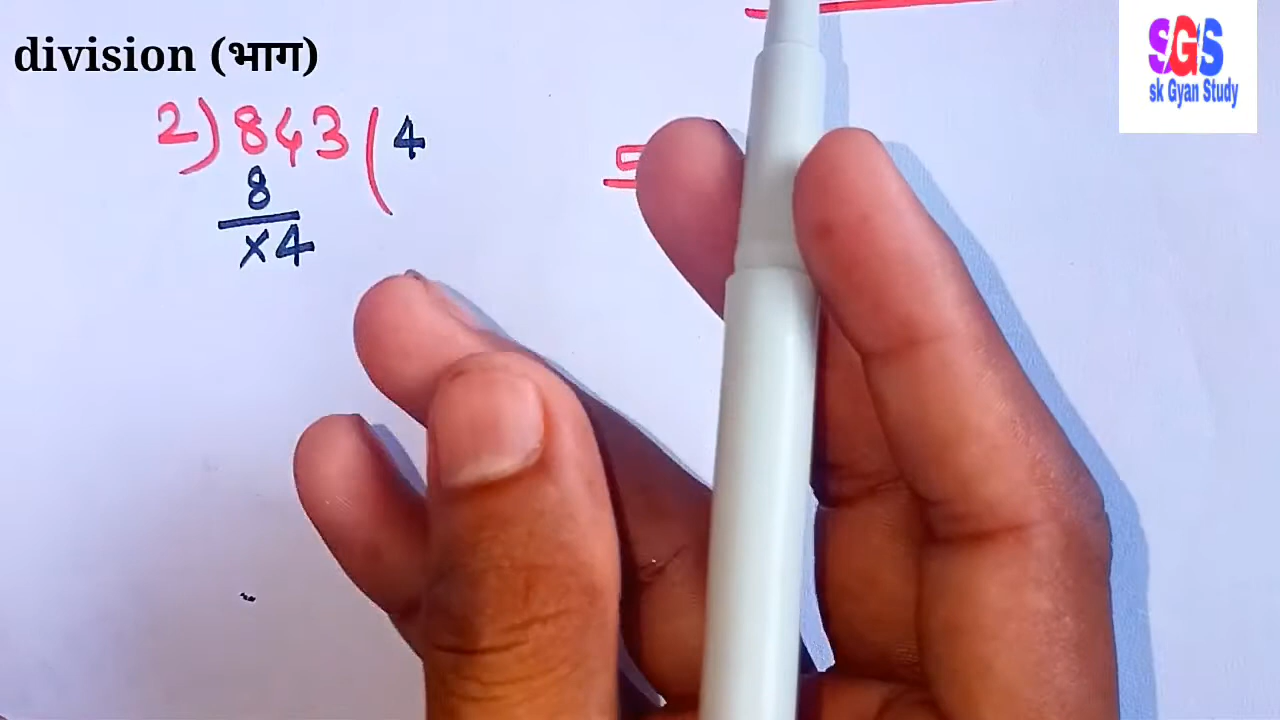 division (भाग)
2) 843 ( 4
8
×4
SGS
sk Gyan Study